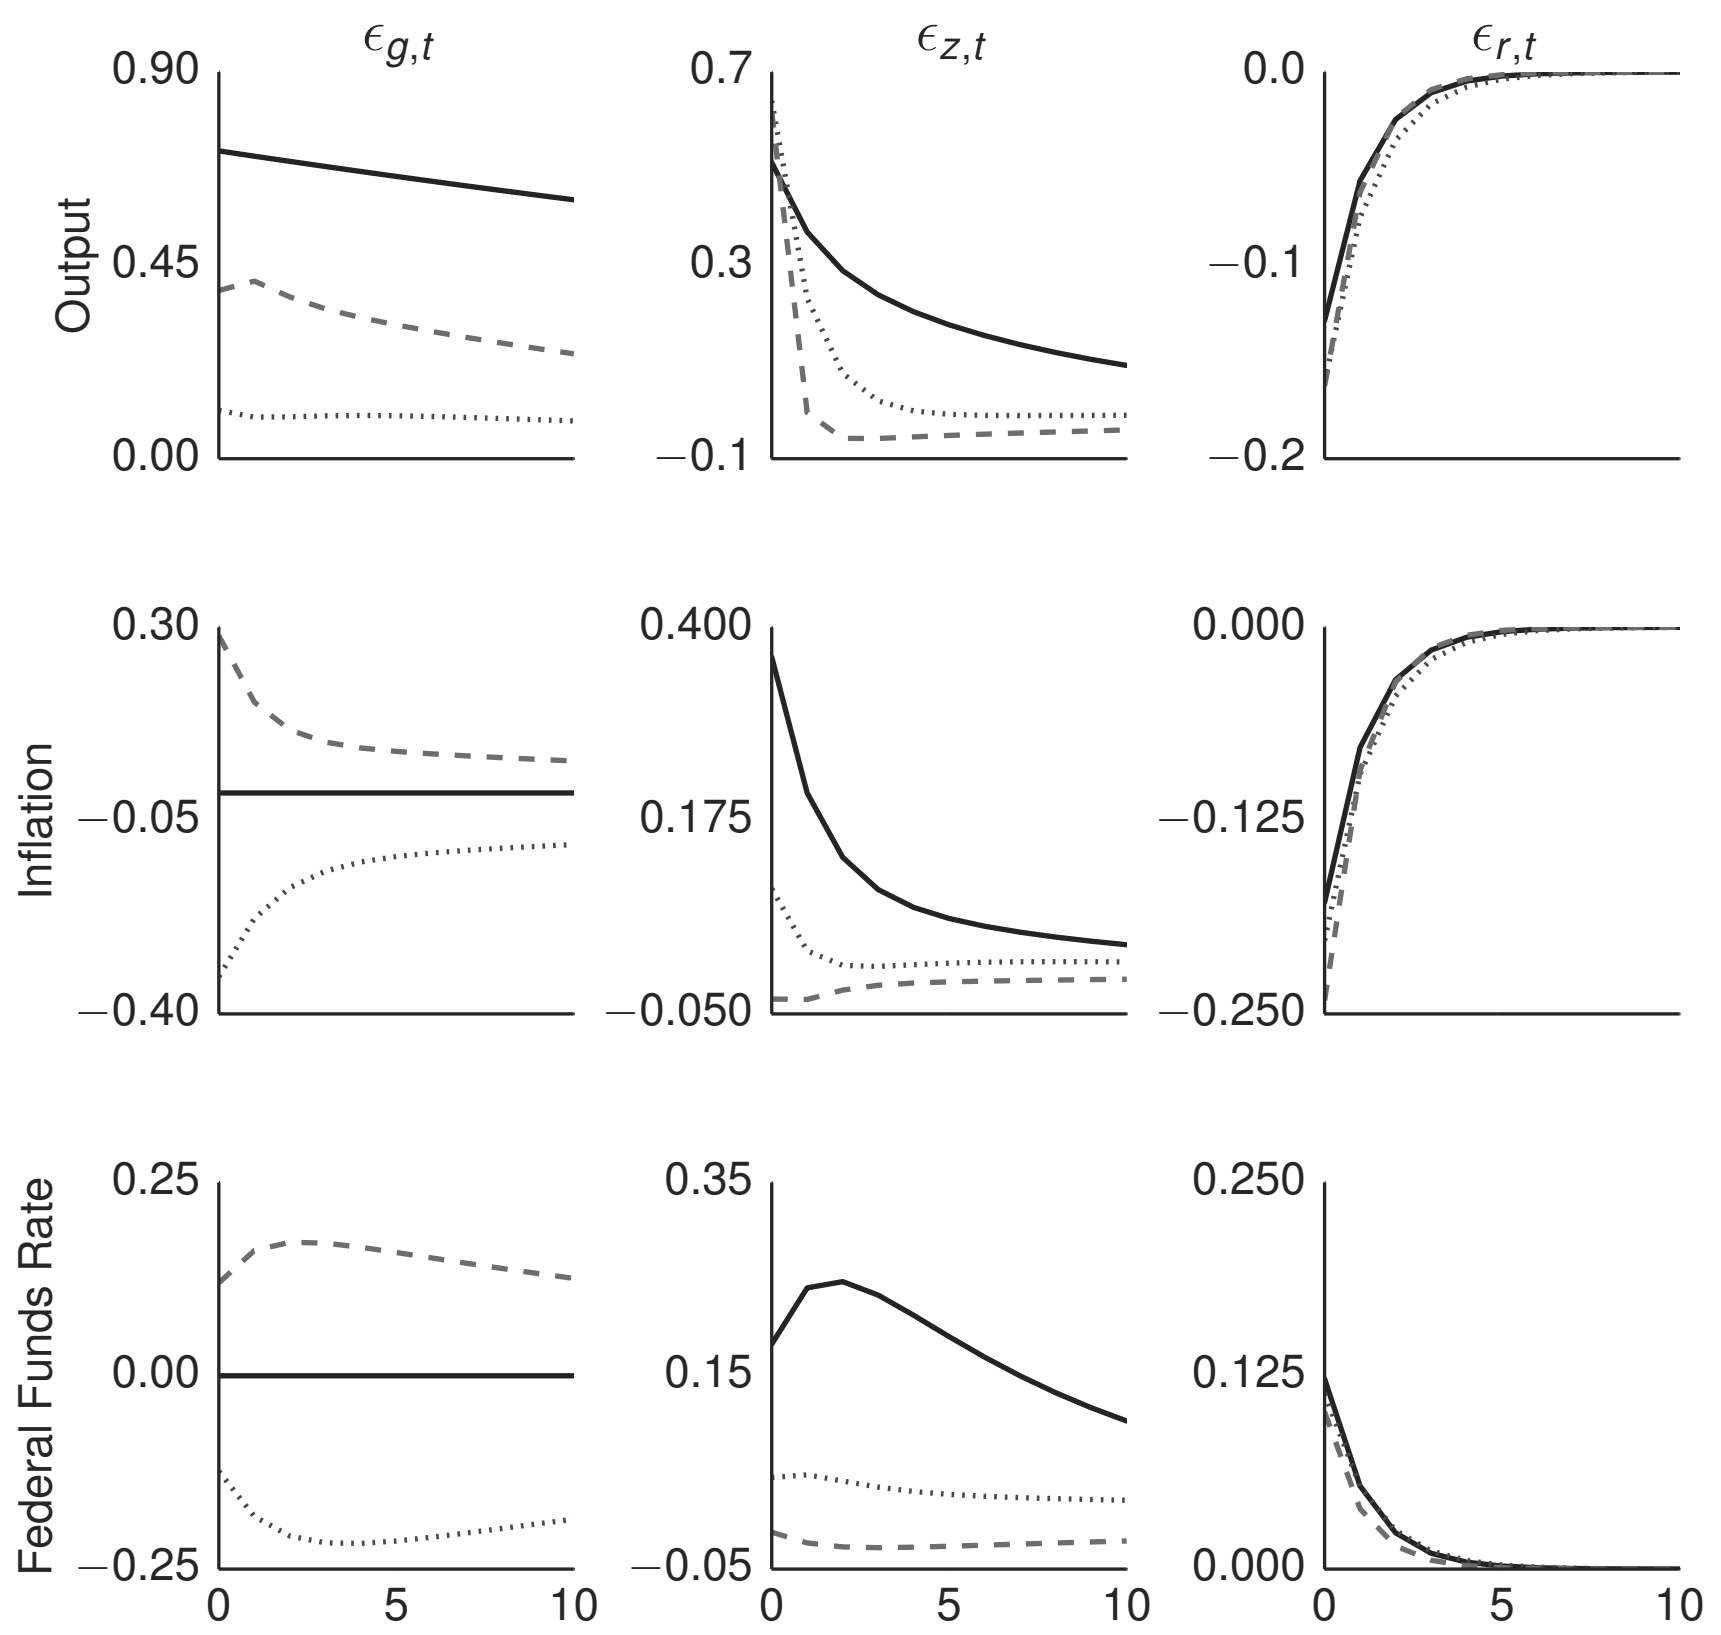 ϵg,t ϵz,t ϵr,t
Output
0.90 0.7 0.0
0.45 0.3 −0.1
0.00 −0.1 −0.2
Inflation
0.30 0.400 0.000
−0.05 0.175 −0.125
−0.40 −0.050 −0.250
Federal Funds Rate
0.25 0.35 0.250
0.00 0.15 0.125
−0.25 −0.05 0.000
0 5 10 0 5 10 0 5 10